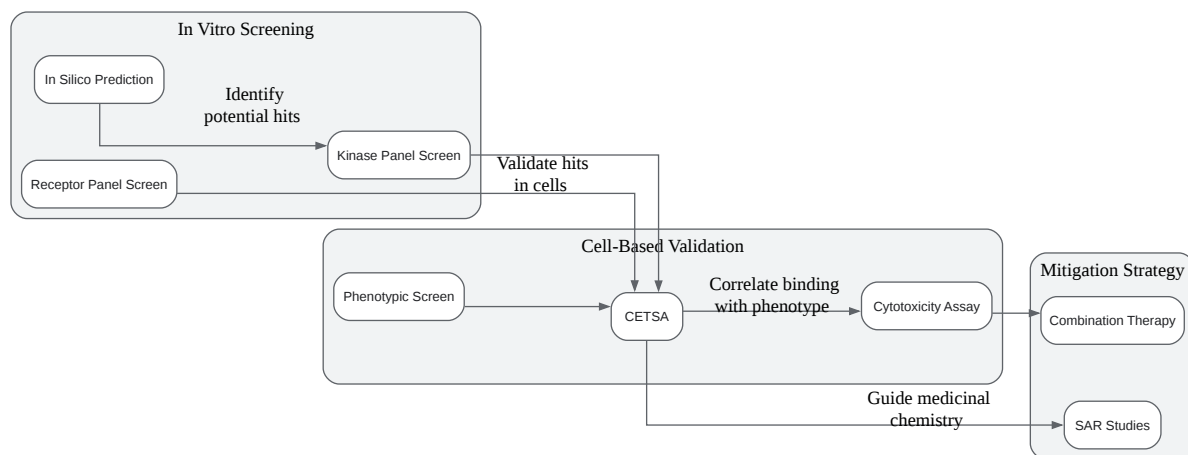 In Vitro Screening
In Silico Prediction
Identify
potential hits
Kinase Panel Screen
Receptor Panel Screen
Validate hits
in cells
Cell-Based Validation
Phenotypic Screen
CETSA
Correlate binding
with phenotype
Cytotoxicity Assay
Mitigation Strategy
Combination Therapy
Guide medicinal
chemistry
SAR Studies